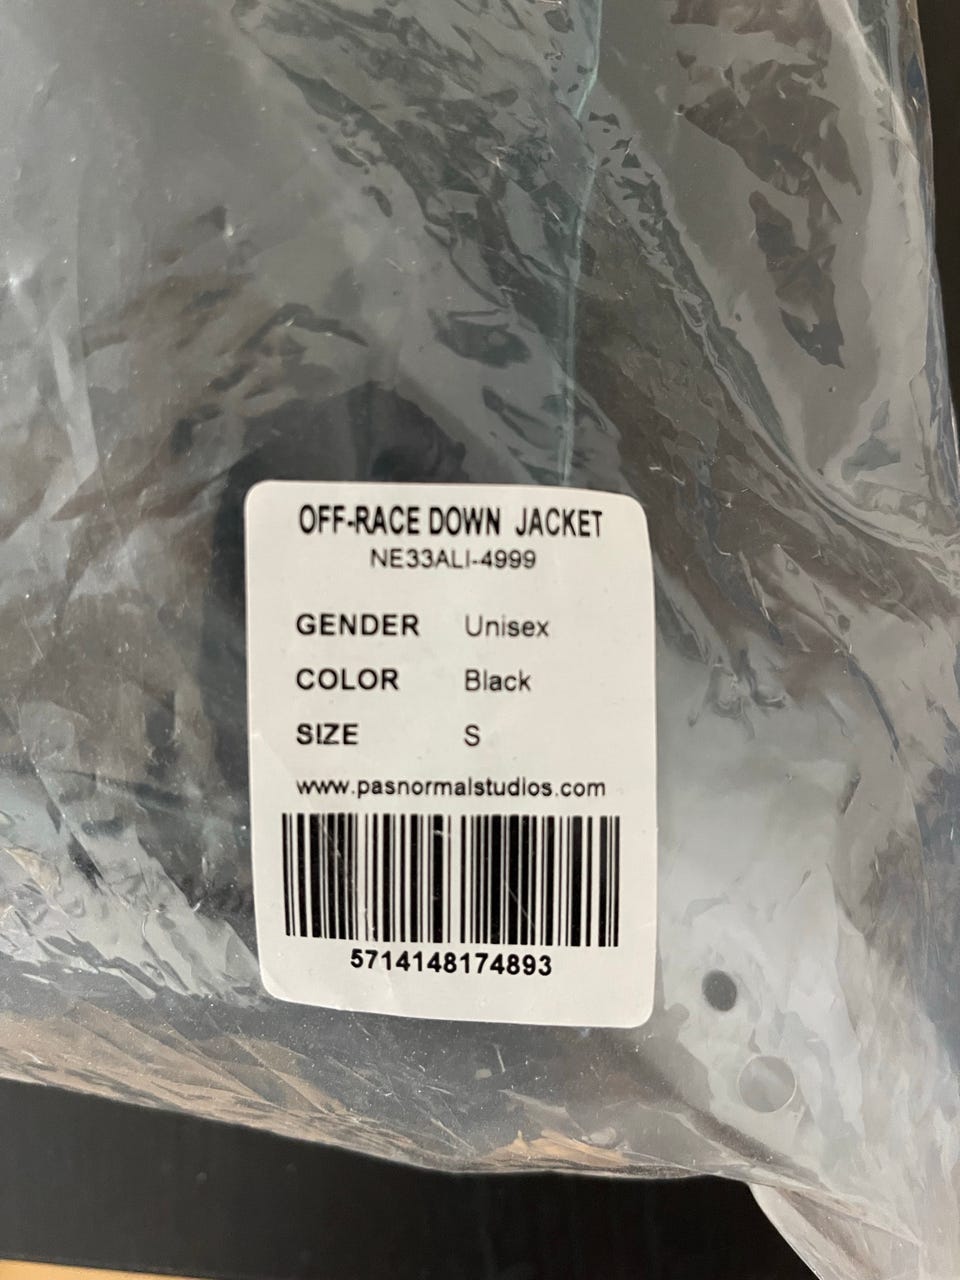 OFF-RACE DOWN JACKET
NE33ALI-4999
GENDER Unisex
COLOR Black
SIZE S
www.pasnormalstudios.com
5714148174893